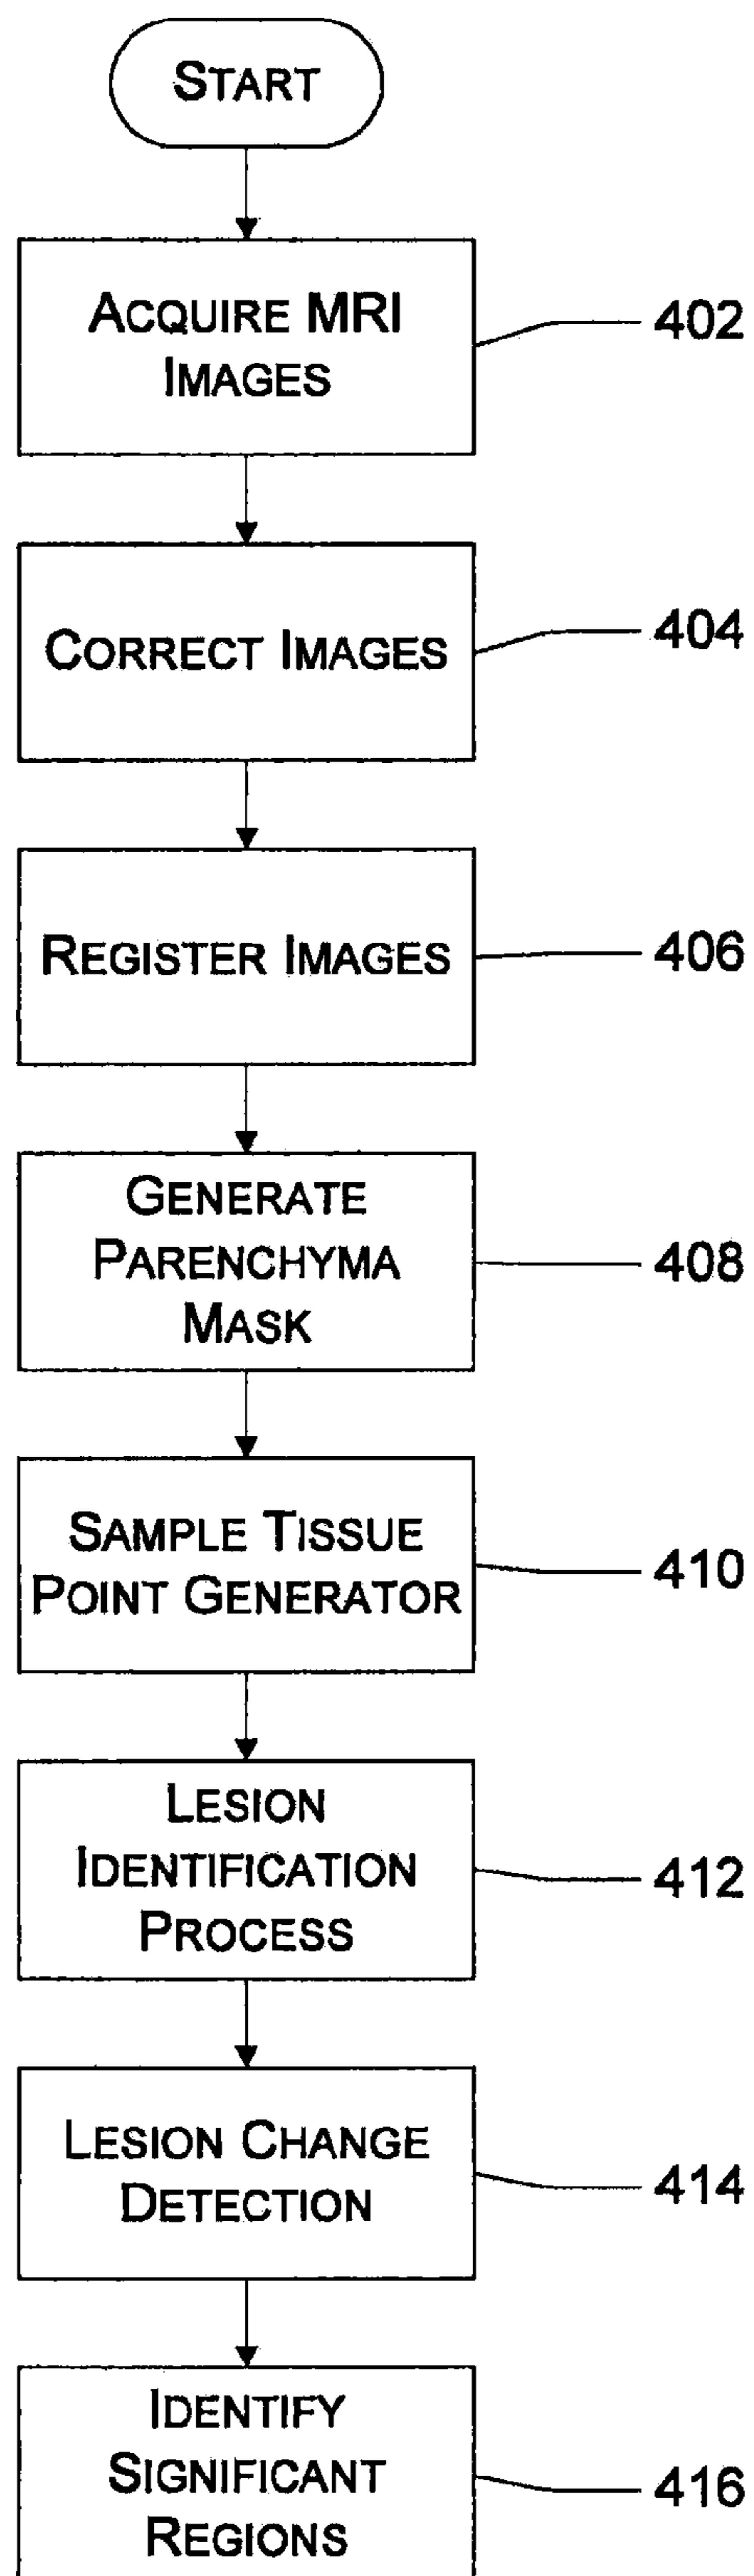 START
ACQUIRE MRI
IMAGES
402
CORRECT IMAGES
404
REGISTER IMAGES
406
GENERATE
PARENCHYMA
MASK
408
SAMPLE TISSUE
POINT GENERATOR
410
LESION
IDENTIFICATION
PROCESS
412
LESION CHANGE
DETECTION
414
IDENTIFY
SIGNIFICANT
REGIONS
416